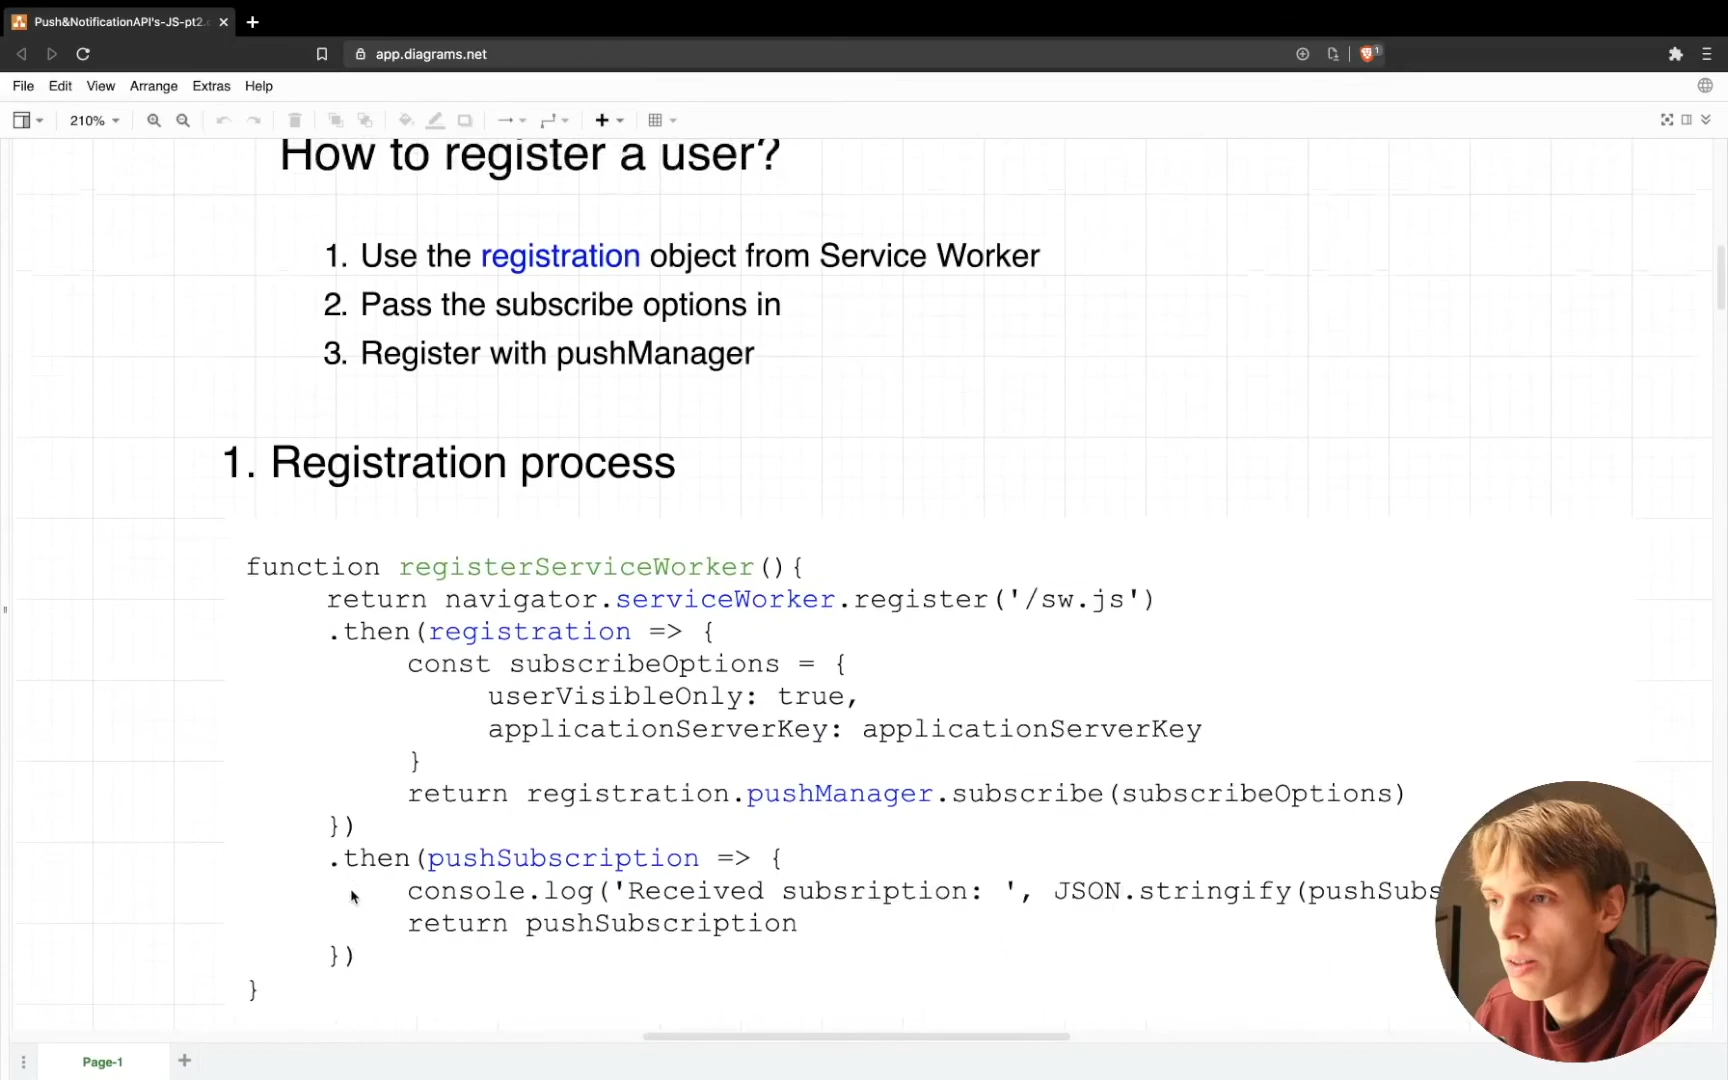 Push&NotificationAPI's-JS-pt2.
app.diagrams.net
1
File Edit View Arrange Extras Help
210%
How to register a user?
1. Use the registration object from Service Worker
2. Pass the subscribe options in
3. Register with pushManager
1. Registration process
function registerServiceWorker(){
return navigator.serviceWorker.register('/sw.js')
.then(registration => {
const subscribeOptions = {
userVisibleOnly: true,
applicationServerKey: applicationServerKey
}
return registration.pushManager.subscribe(subscribeOptions)
})
.then(pushSubscription => {
console.log('Received subsription: ', JSON.stringify(pushSubs
return pushSubscription
})
}
Page-1